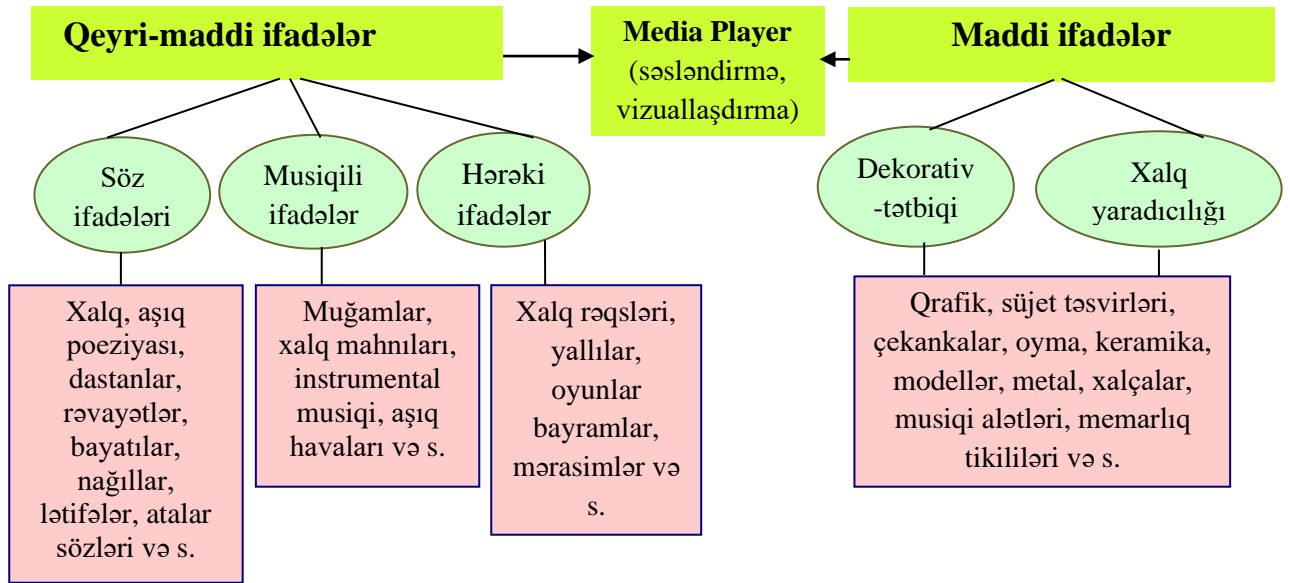 Qeyri-maddi ifadələr
Media Player
(səsləndirmə,
vizuallaşdırma)
Maddi ifadələr
Söz
ifadələri
Musiqili
ifadələr
Hərəki
ifadələr
Dekorativ
-tətbiqi
Xalq
yaradıcılığı
Xalq, aşıq
poeziyası,
dastanlar,
rəvayətlər,
bayatılar,
nağıllar,
lətifələr, atalar
sözləri və s.
Muğamlar,
xalq mahnıları,
instrumental
musiqi, aşıq
havaları və s.
Xalq rəqsləri,
yallılar,
oyunlar
bayramlar,
mərasimlər və
s.
Qrafik, süjet təsvirləri,
çekankalar, oyma, keramika,
modellər, metal, xalçalar,
musiqi alətləri, memarlıq
tikililəri və s.